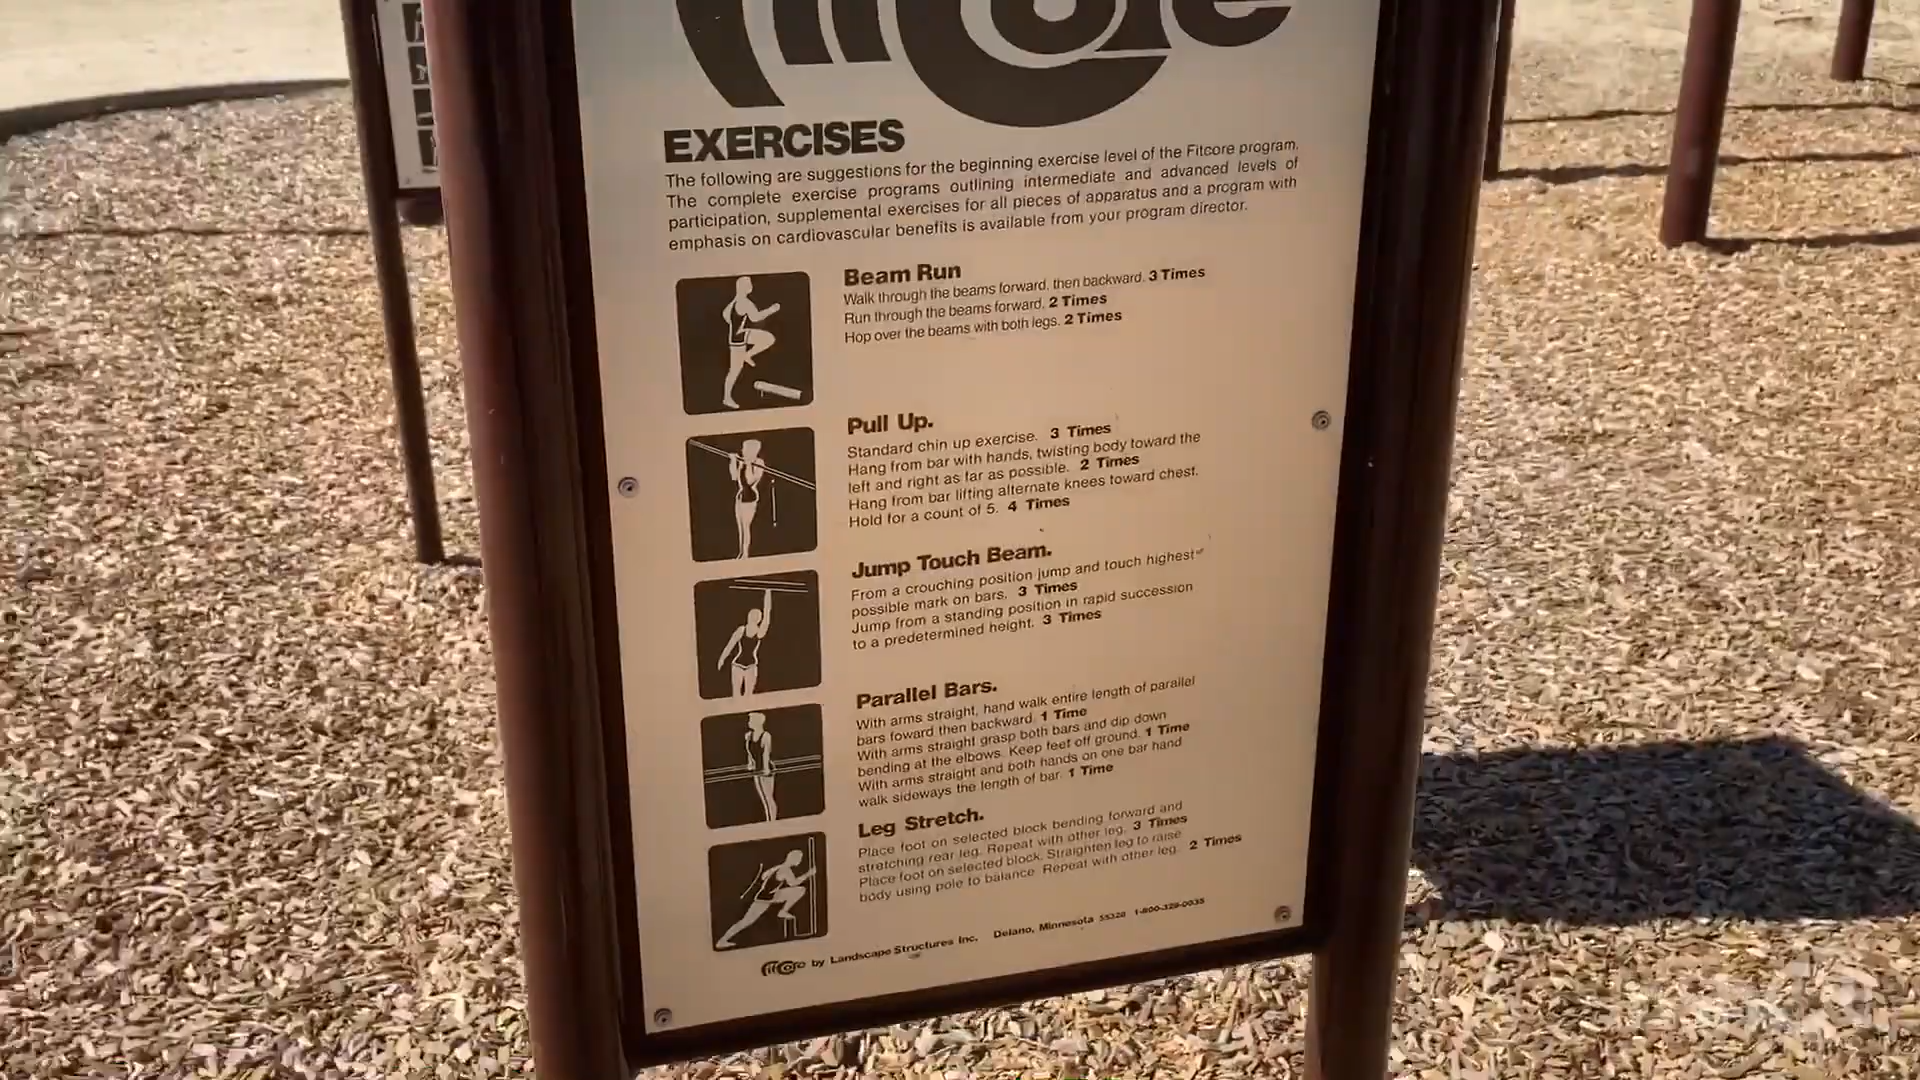 fitcore
EXERCISES
The following are suggestions for the beginning exercise level of the Fitcore program.
The complete exercise programs outlining intermediate and advanced levels of
participation, supplemental exercises for all pieces of apparatus and a program with
emphasis on cardiovascular benefits is available from your program director.
Beam Run
Walk through the beams forward, then backward. 3 Times
Run through the beams forward. 2 Times
Hop over the beams with both legs. 2 Times
Pull Up.
Standard chin up exercise. 3 Times
Hang from bar with hands, twisting body toward the
left and right as far as possible. 2 Times
Hang from bar lifting alternate knees toward chest.
Hold for a count of 5. 4 Times
Jump Touch Beam.
From a crouching position jump and touch highest
possible mark on bars. 3 Times
Jump from a standing position in rapid succession
to a predetermined height. 3 Times
Parallel Bars.
With arms straight, hand walk entire length of parallel
bars foward then backward. 1 Time
With arms straight grasp both bars and dip down
bending at the elbows. Keep feet off ground. 1 Time
With arms straight and both hands on one bar hand
walk sideways the length of bar. 1 Time
Leg Stretch.
Place foot on selected block bending forward and
stretching rear leg. Repeat with other leg. 3 Times
Place foot on selected block. Straighten leg to raise
body using pole to balance. Repeat with other leg. 2 Times
fitcore by Landscape Structures Inc. Delano, Minnesota 55328 1-800-328-0035